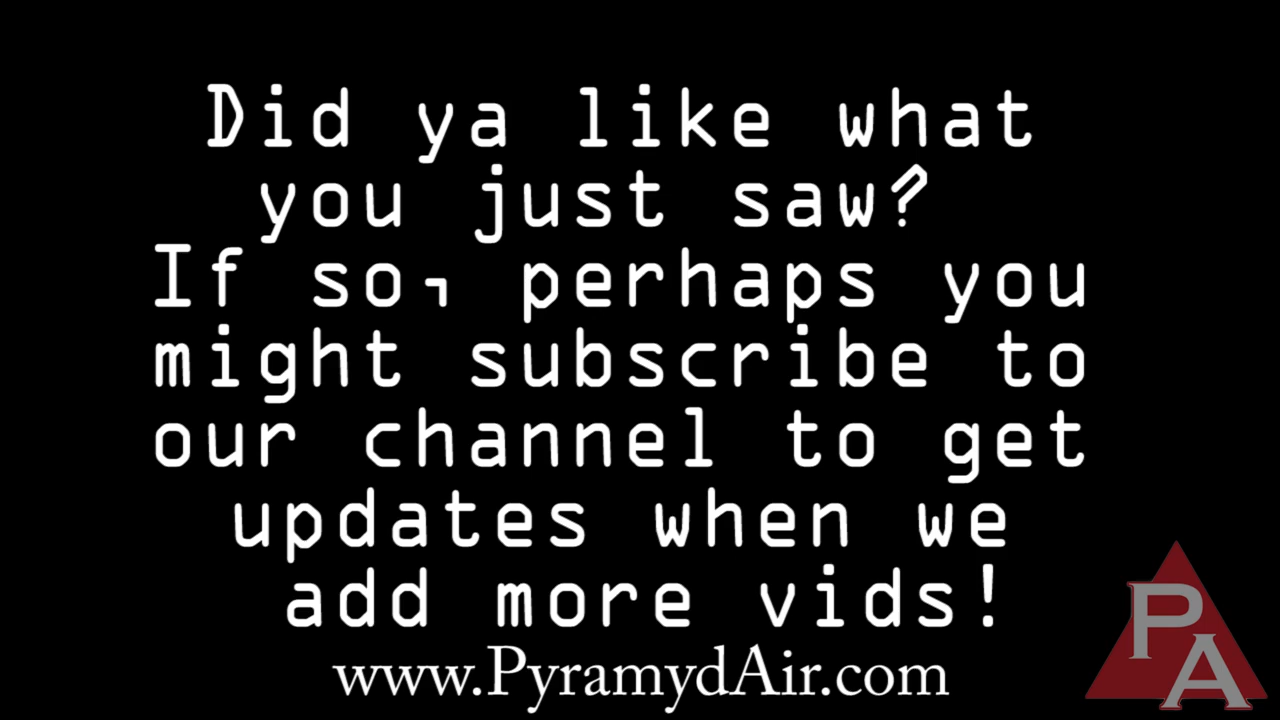 Did ya like what
you just saw?
If so, perhaps you
might subscribe to
our channel to get
updates when we
add more vids!
www.PyramydAir.com
PA